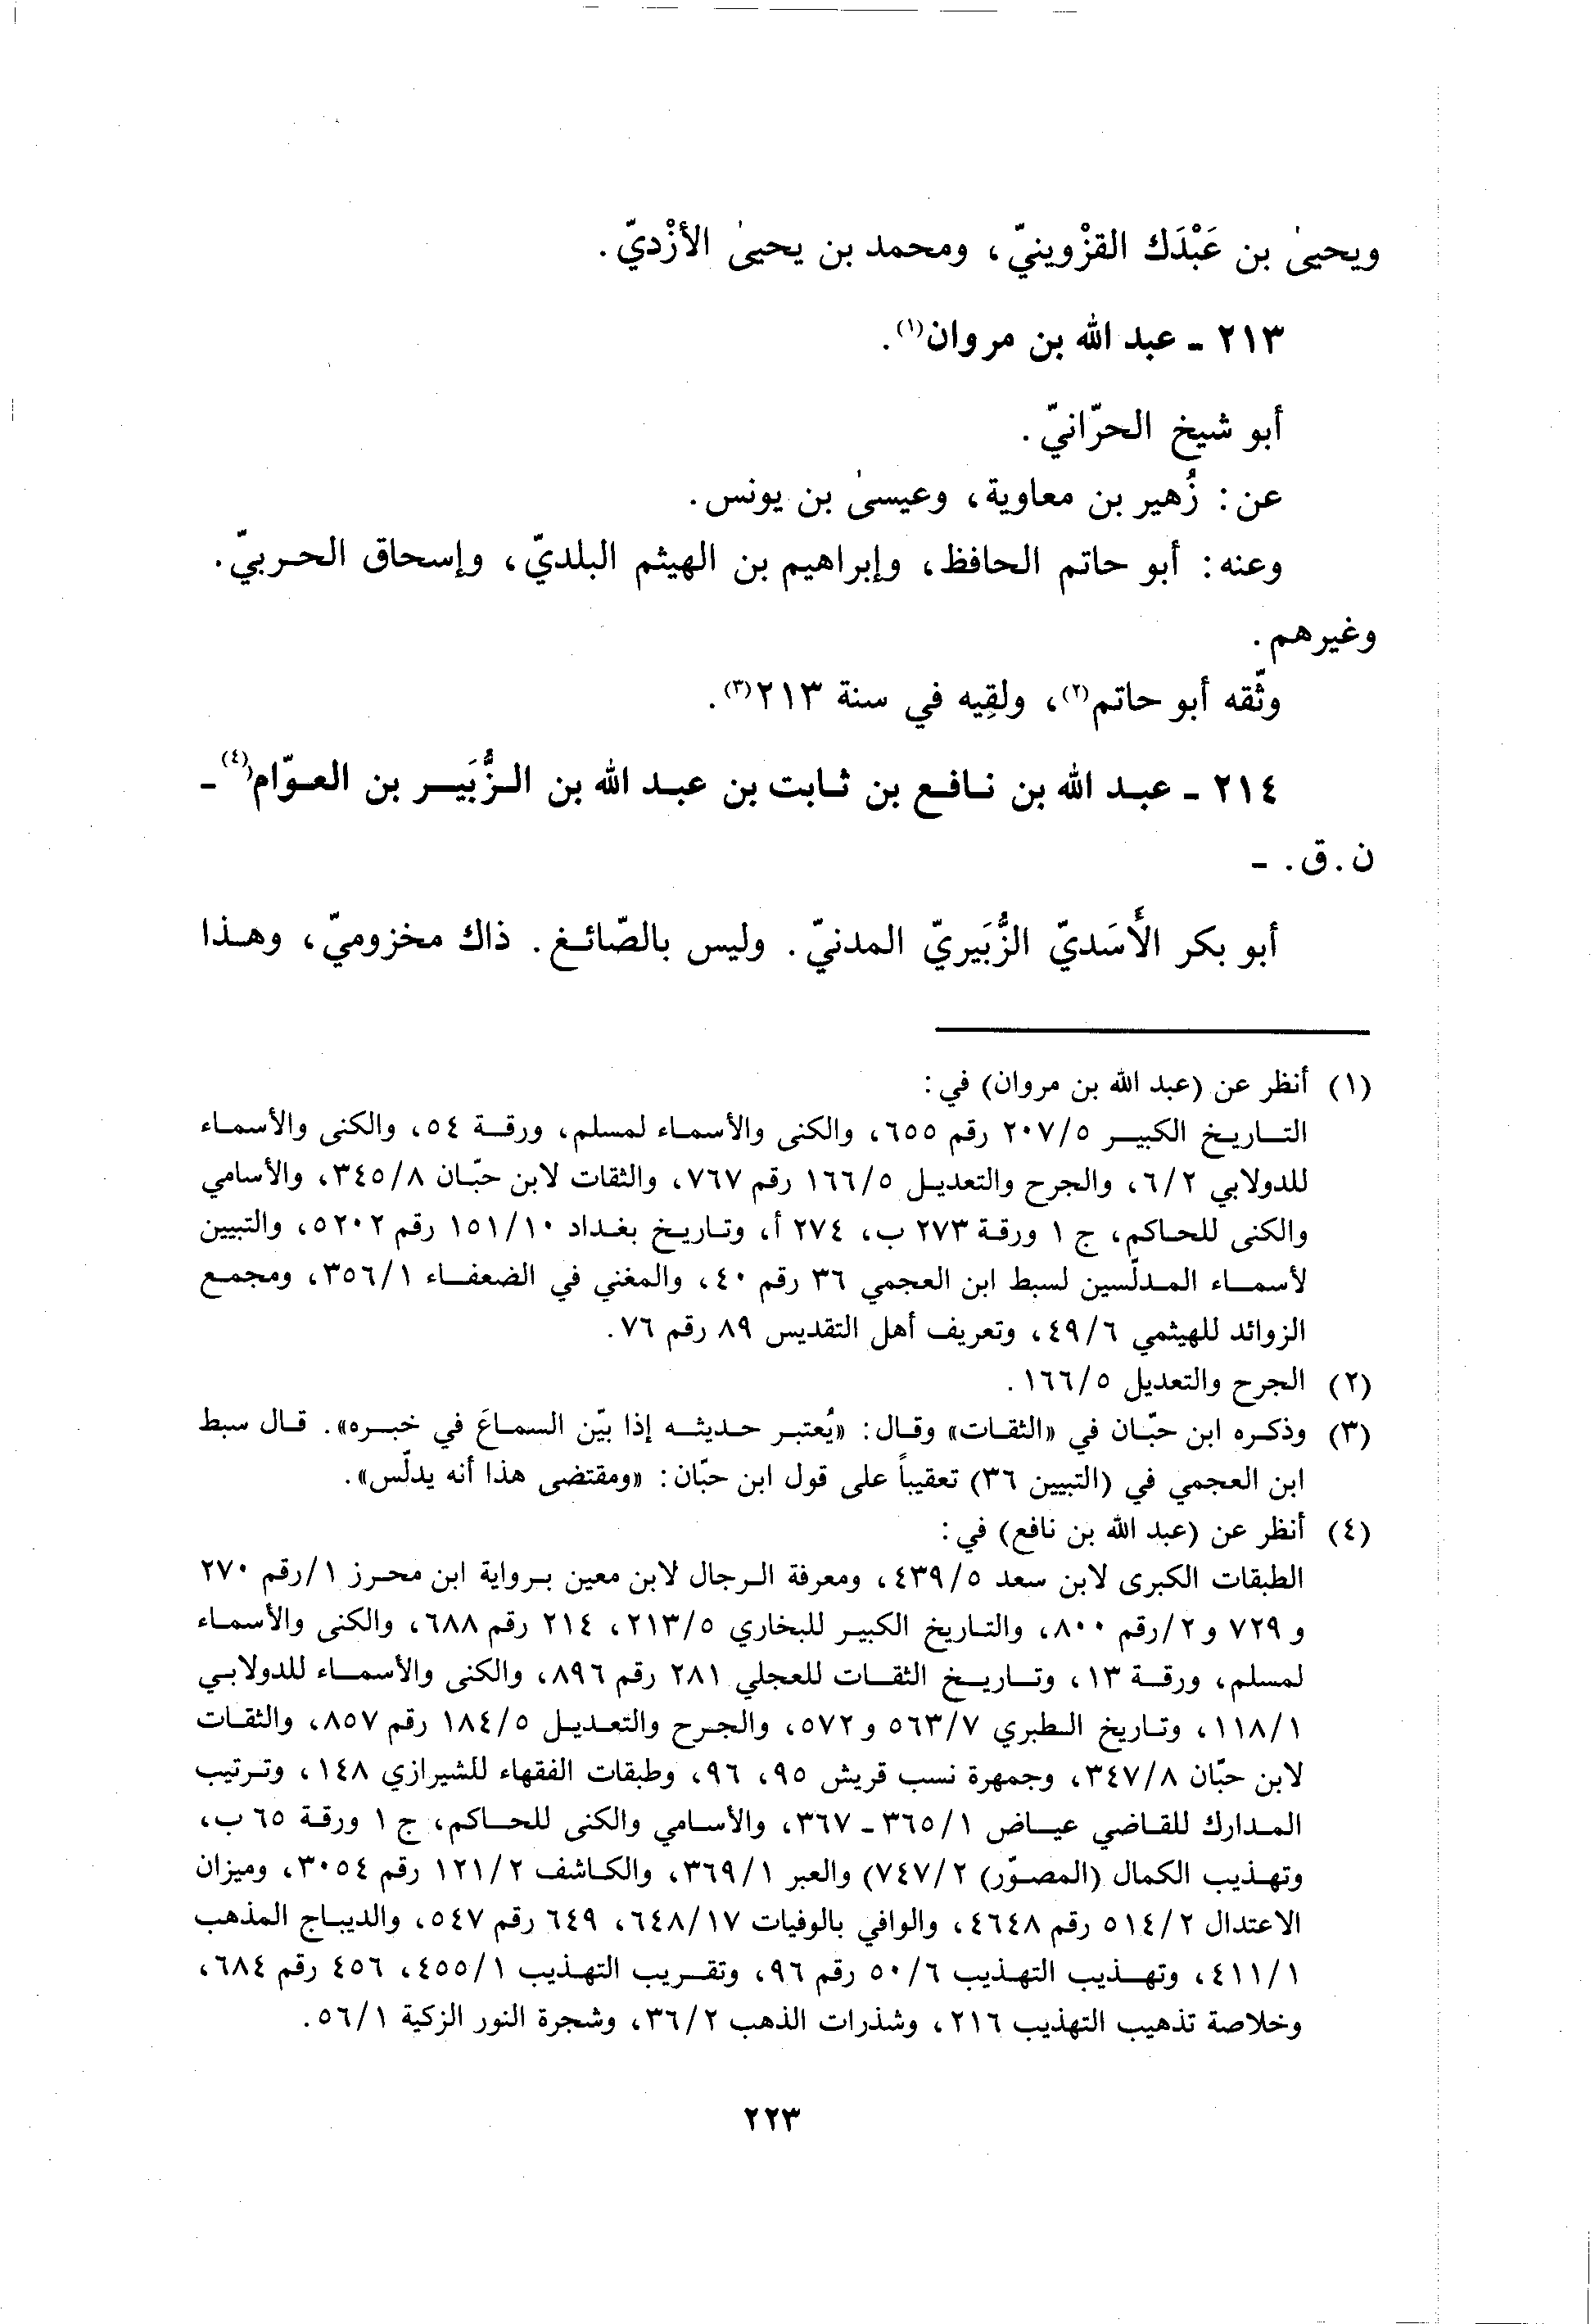 ويحيىٰ بن عَبْدَك القزْوينيّ، ومحمد بن يحيىٰ الأزْديّ.
٢١٣ - عبد الله بن مروان(١).
أبو شيخ الحرّانيّ.
عن: زُهير بن معاوية، وعيسىٰ بن يونس.
وعنه: أبو حاتم الحافظ، وإبراهيم بن الهيثم البلديّ، وإسحاق الحربيّ.
وغيرهم.
وثّقه أبو حاتم(٢)، ولقِيه في سنة ٢١٣(٣).
٢١٤ - عبد الله بن نافع بن ثابت بن عبد الله بن الزُّبَير بن العوّام(٤) -
ن.ق. -
أبو بكر الأَسَديّ الزُّبَيريّ المدنيّ. وليس بالصّائغ. ذاك مخزوميّ، وهذا
(١) أنظر عن (عبد الله بن مروان) في:
التاريخ الكبير ٢٠٧/٥ رقم ٦٥٥، والكنى والأسماء لمسلم، ورقة ٥٤، والكنى والأسماء
للدولابي ٦/٢، والجرح والتعديل ١٦٦/٥ رقم ٧٦٧، والثقات لابن حبّان ٣٤٥/٨، والأسامي
والكنى للحاكم، ج ١ ورقة ٢٧٣ ب، ٢٧٤ أ، وتاريخ بغداد ١٥١/١٠ رقم ٥٢٠٢، والتبيين
لأسماء المدلّسين لسبط ابن العجمي ٣٦ رقم ٤٠، والمغني في الضعفاء ٣٥٦/١، ومجمع
الزوائد للهيثمي ٤٩/٦، وتعريف أهل التقديس ٨٩ رقم ٧٦.
(٢) الجرح والتعديل ١٦٦/٥.
(٣) وذكره ابن حبّان في «الثقات» وقال: «يُعتبر حديثه إذا بيّن السماعَ في خبره». قال سبط
ابن العجمي في (التبيين ٣٦) تعقيباً على قول ابن حبّان: «ومقتضى هذا أنه يدلّس».
(٤) أنظر عن (عبد الله بن نافع) في:
الطبقات الكبرى لابن سعد ٤٣٩/٥، ومعرفة الرجال لابن معين برواية ابن محرز ١/رقم ٢٧٠
و ٧٢٩ و ٢/رقم ٨٠٠، والتاريخ الكبير للبخاري ٢١٣/٥، ٢١٤ رقم ٦٨٨، والكنى والأسماء
لمسلم، ورقة ١٣، وتاريخ الثقات للعجلي ٢٨١ رقم ٨٩٦، والكنى والأسماء للدولابي
١١٨/١، وتاريخ الطبري ٥٦٣/٧ و ٥٧٢، والجرح والتعديل ١٨٤/٥ رقم ٨٥٧، والثقات
لابن حبّان ٣٤٧/٨، وجمهرة نسب قريش ٩٥، ٩٦، وطبقات الفقهاء للشيرازي ١٤٨، وترتيب
المدارك للقاضي عياض ٣٦٥/١ - ٣٦٧، والأسامي والكنى للحاكم، ج ١ ورقة ٦٥ ب،
وتهذيب الكمال (المصوّر) ٧٤٧/٢) والعبر ٣٦٩/١، والكاشف ١٢١/٢ رقم ٣٠٥٤، وميزان
الاعتدال ٥١٤/٢ رقم ٤٦٤٨، والوافي بالوفيات ٦٤٨/١٧، ٦٤٩ رقم ٥٤٧، والديباج المذهب
٤١١/١، وتهذيب التهذيب ٥٠/٦ رقم ٩٦، وتقريب التهذيب ٤٥٥/١، ٤٥٦ رقم ٦٨٤،
وخلاصة تذهيب التهذيب ٢١٦، وشذرات الذهب ٣٦/٢، وشجرة النور الزكية ٥٦/١.
٢٢٣